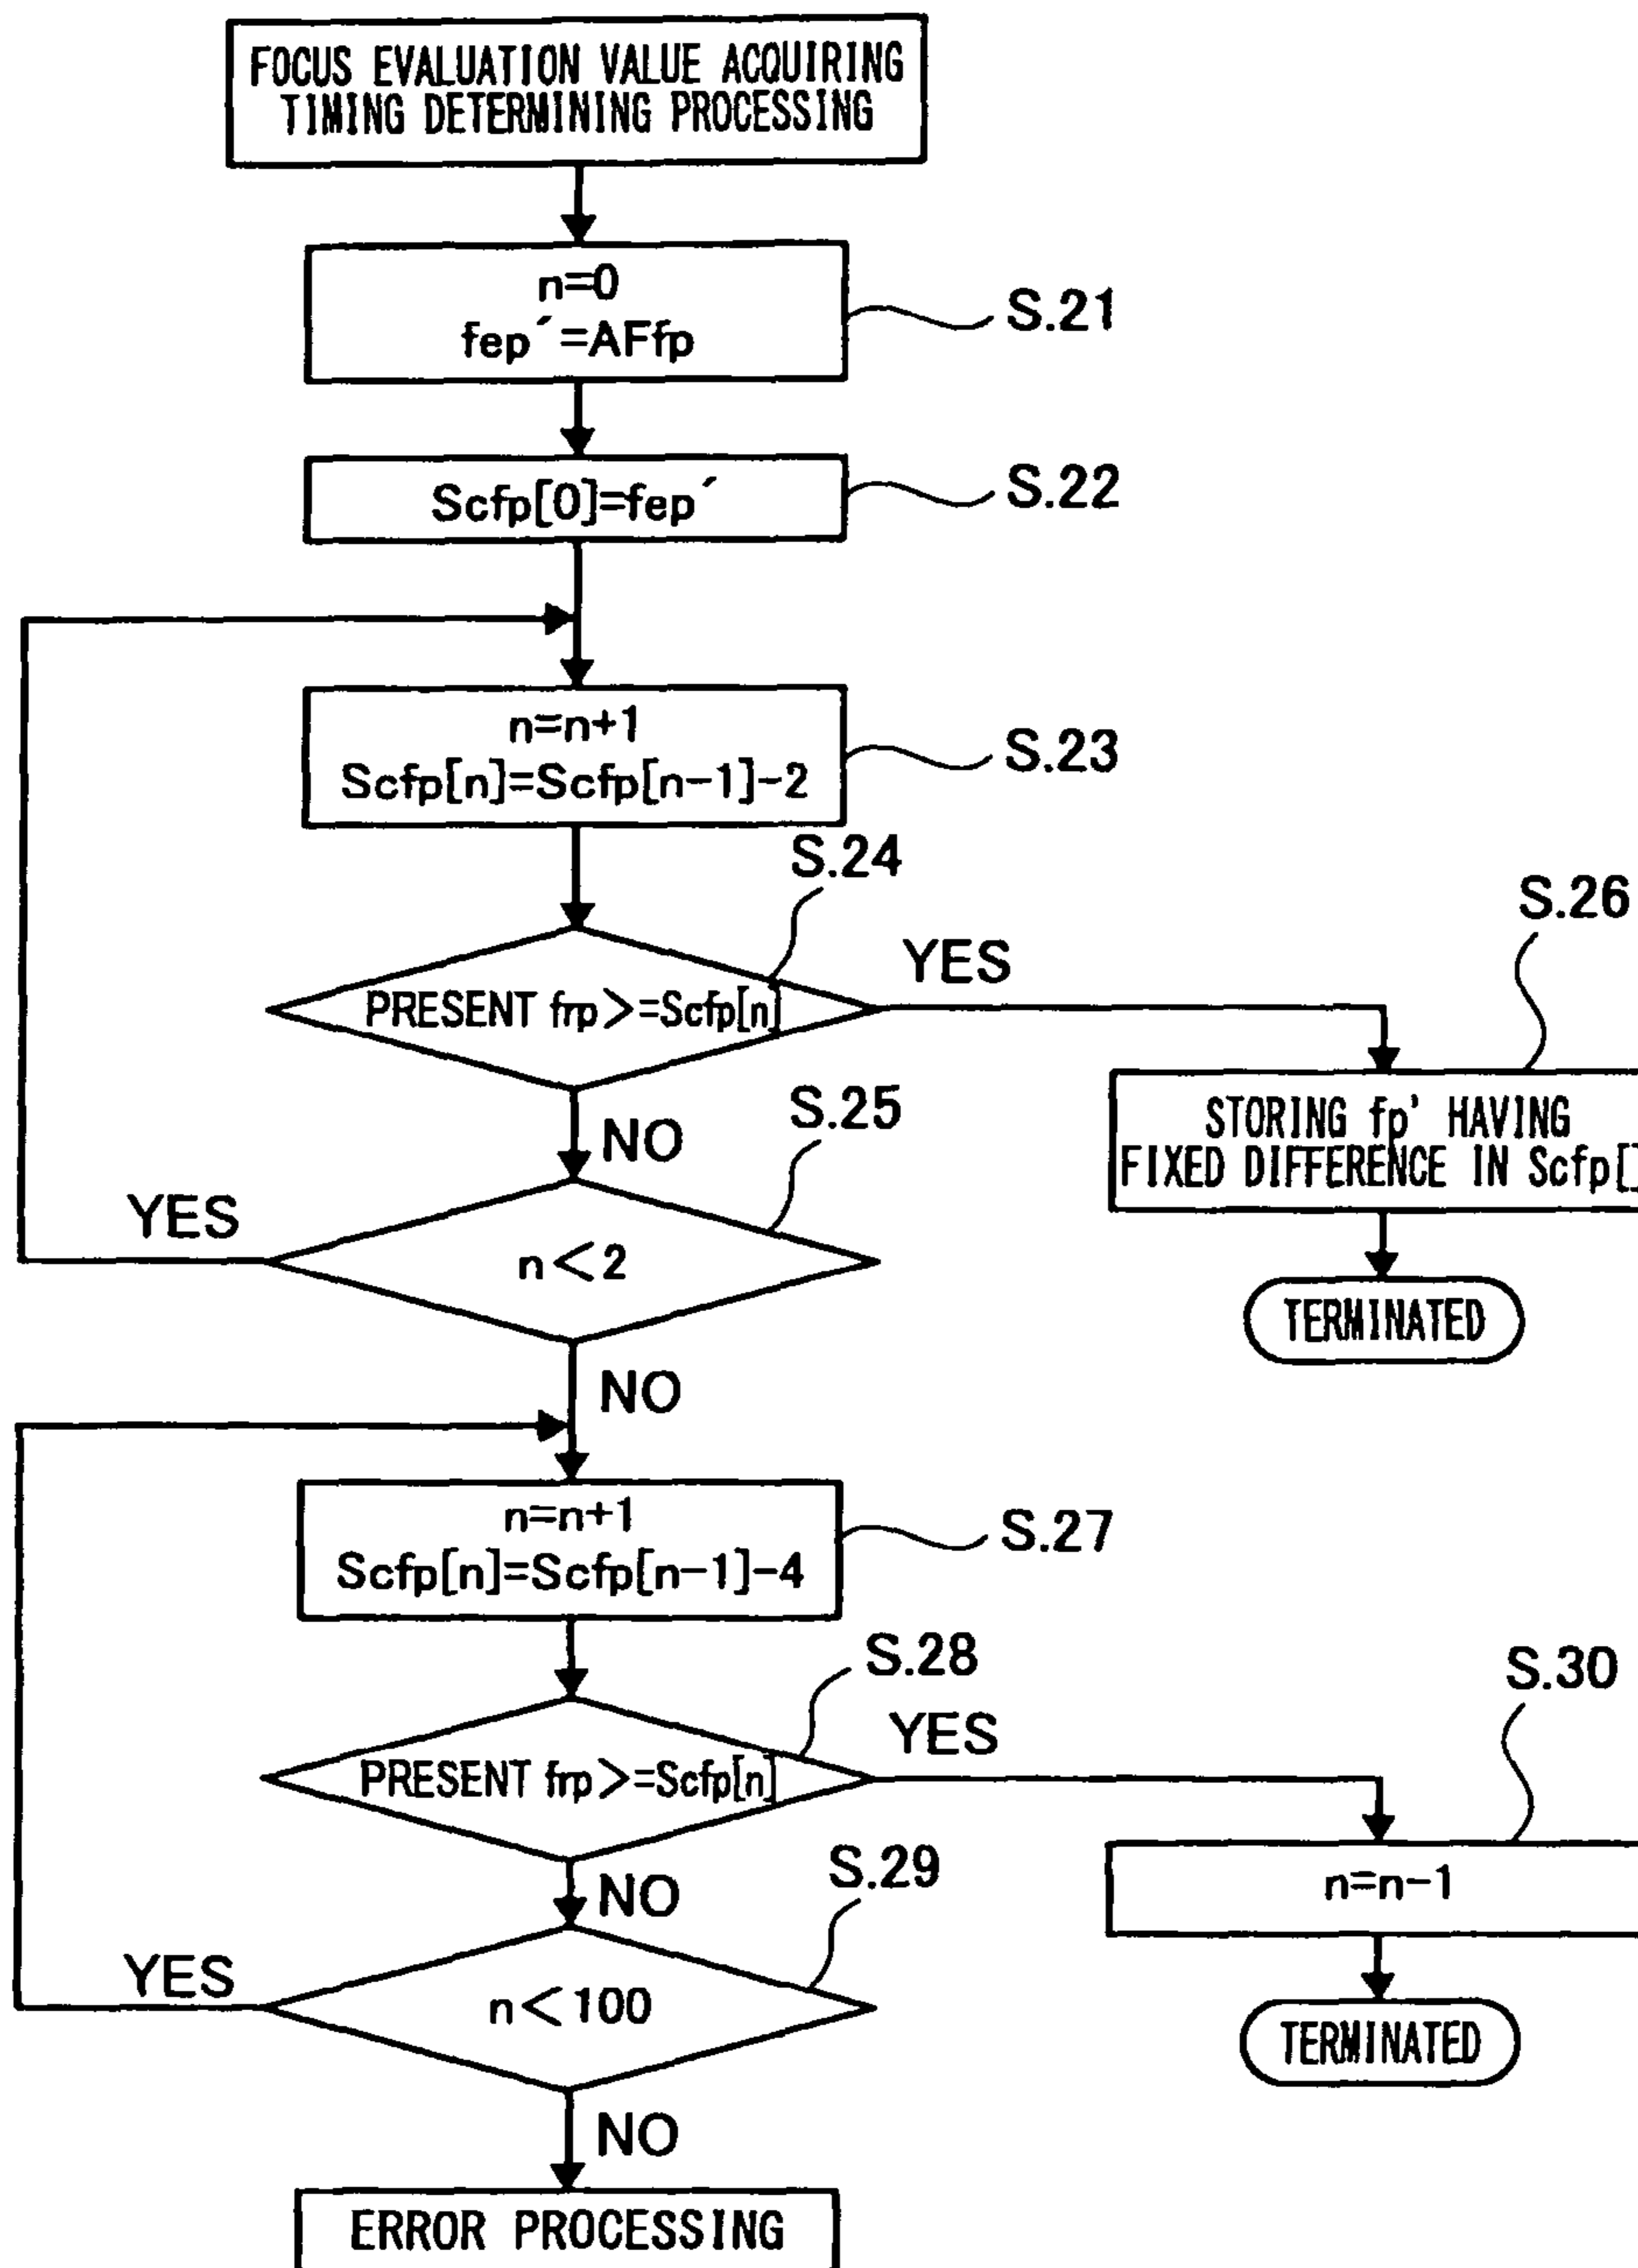 FOCUS EVALUATION VALUE ACQUIRING
TIMING DETERMINING PROCESSING
n=0
fep´=AFfp
S.21
Scfp[0]=fep´
S.22
n=n+1
Scfp[n]=Scfp[n-1]-2
S.23
S.24
PRESENT frp>=Scfp[n]
YES
S.26
STORING fp' HAVING
FIXED DIFFERENCE IN Scfp[]
TERMINATED
NO
S.25
n<2
YES
NO
n=n+1
Scfp[n]=Scfp[n-1]-4
S.27
S.28
PRESENT frp>=Scfp[n]
YES
S.30
n=n-1
TERMINATED
NO
S.29
n<100
YES
NO
ERROR PROCESSING